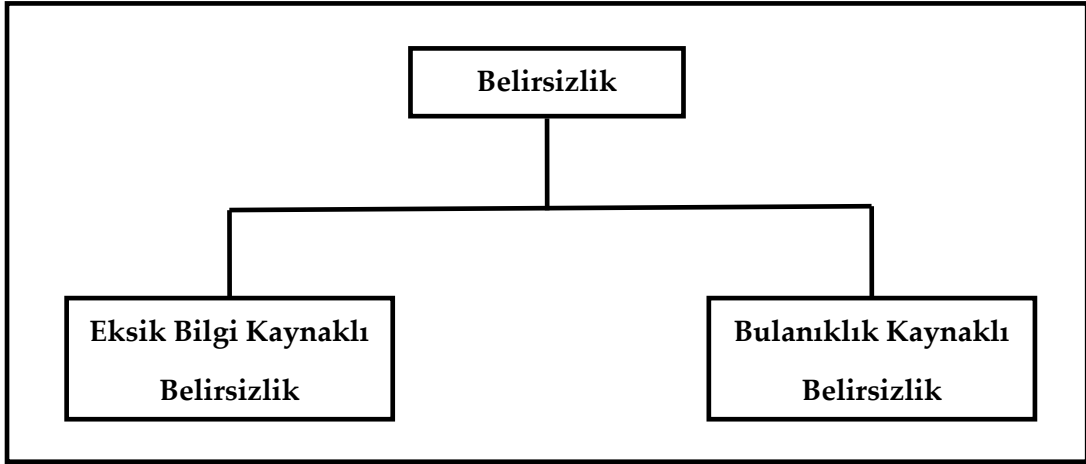 Belirsizlik
Eksik Bilgi Kaynaklı
Belirsizlik
Bulanıklık Kaynaklı
Belirsizlik